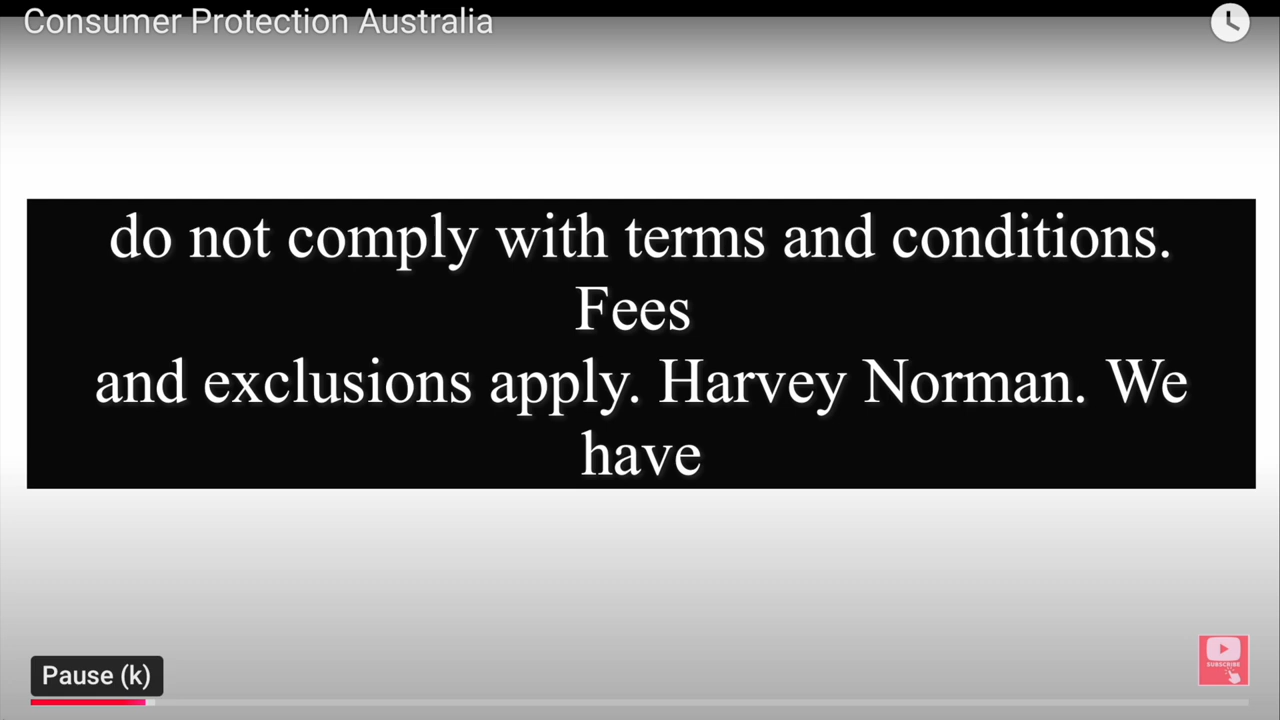 Consumer Protection Australia
do not comply with terms and conditions.
Fees
and exclusions apply. Harvey Norman. We
have
SUBSCRIBE
Pause (k)